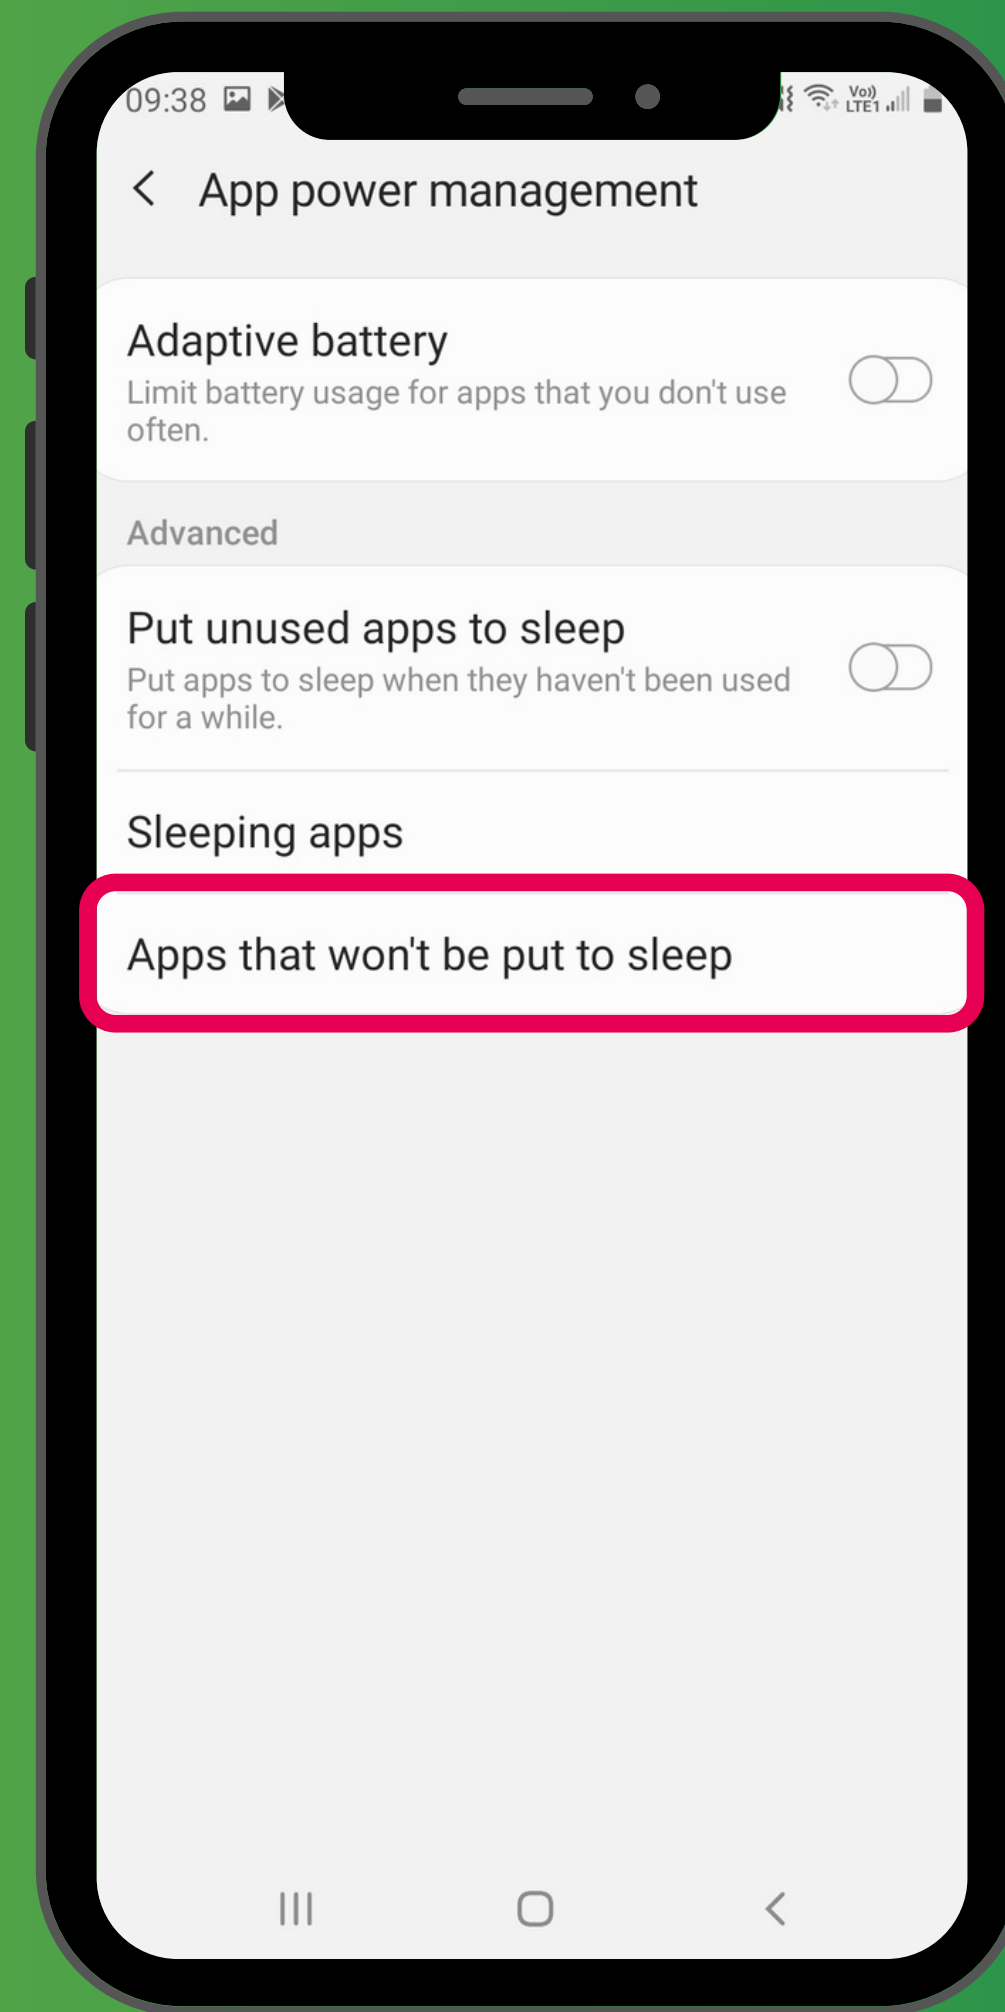 09:38
Vo)) LTE1
App power management
Adaptive battery
Limit battery usage for apps that you don't use
often.
Advanced
Put unused apps to sleep
Put apps to sleep when they haven't been used
for a while.
Sleeping apps
Apps that won't be put to sleep